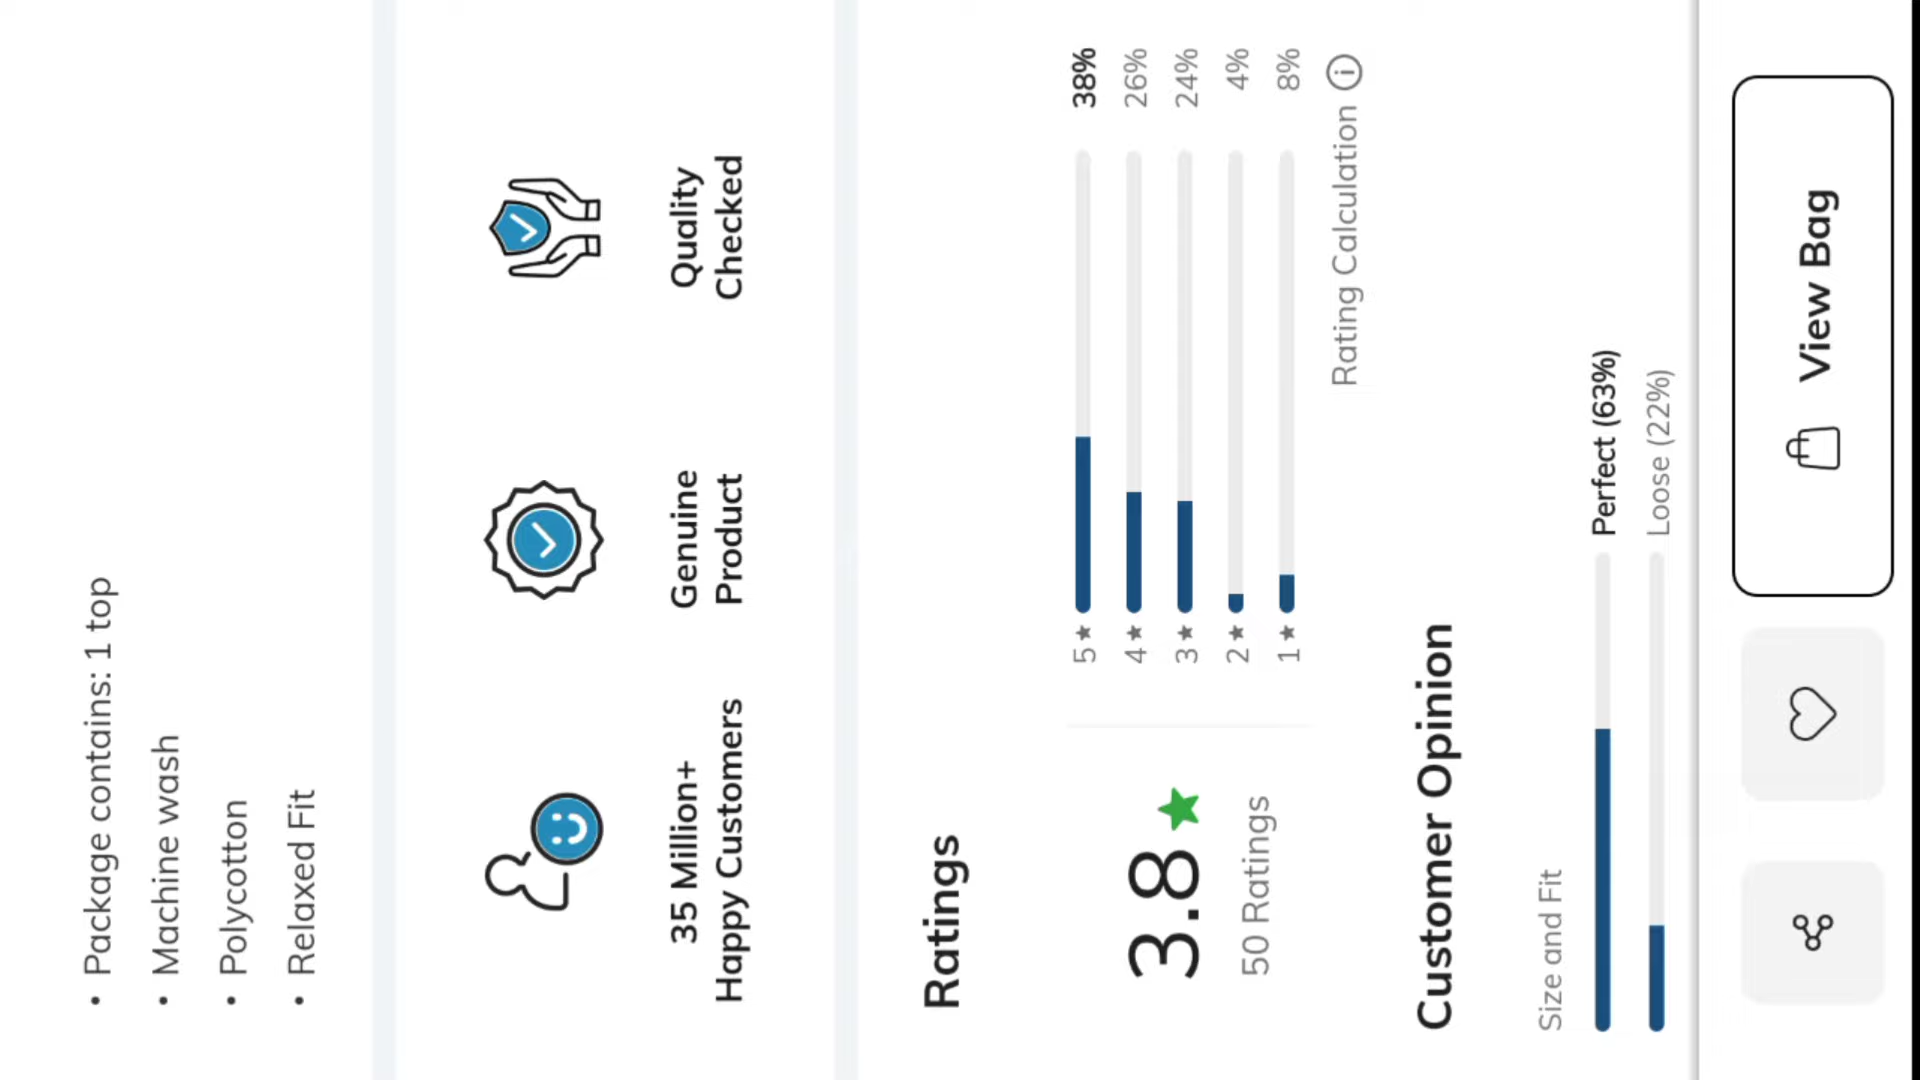 • Package contains: 1 top
• Machine wash
• Polycotton
• Relaxed Fit
35 Million+
Happy Customers
Genuine
Product
Quality
Checked
Ratings
3.8
50 Ratings
5 ★ 38%
4 ★ 26%
3 ★ 24%
2 ★ 4%
1 ★ 8%
Rating Calculation
Customer Opinion
Size and Fit
Perfect (63%)
Loose (22%)
View Bag